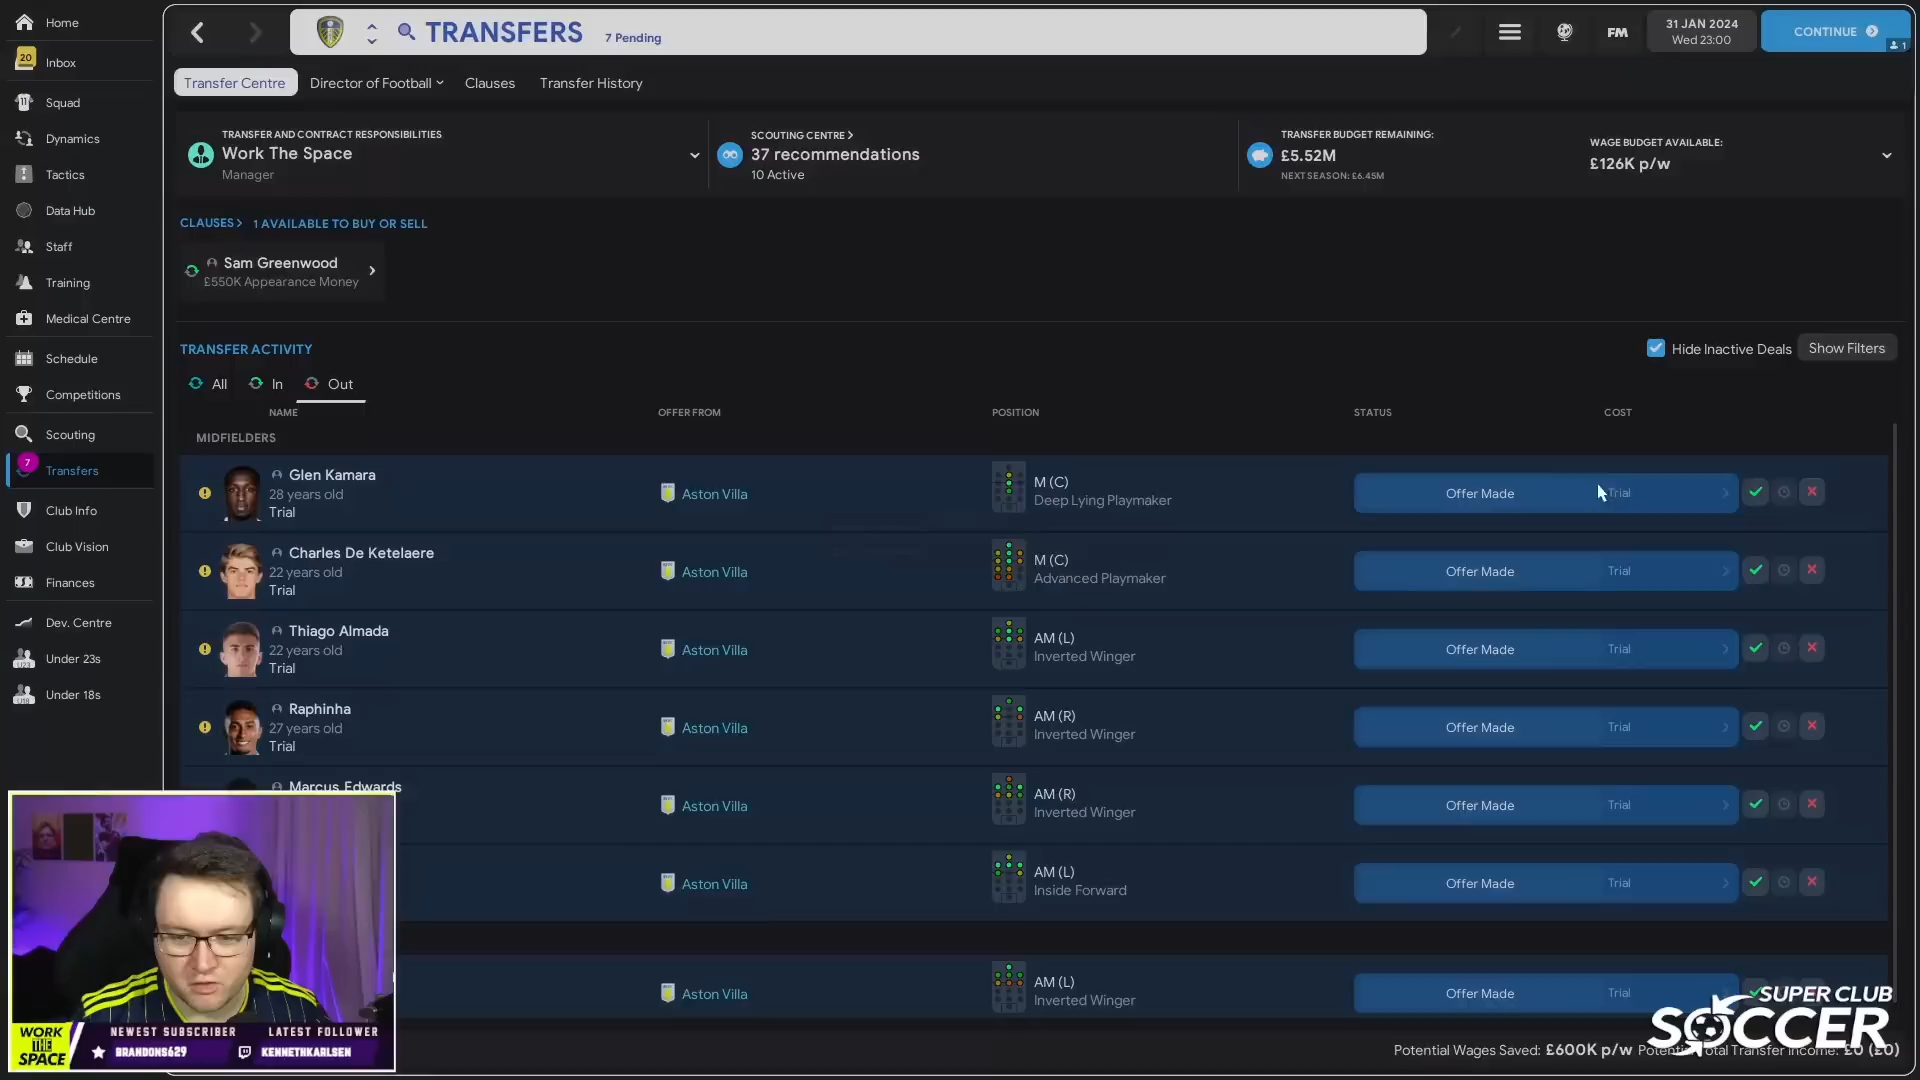 Home
20
Inbox
Squad
Dynamics
Tactics
Data Hub
Staff
Training
Medical Centre
Schedule
Competitions
Scouting
7
Transfers
Club Info
Club Vision
Finances
Dev. Centre
Under 23s
Under 18s
TRANSFERS
7 Pending
FM
31 JAN 2024
Wed 23:00
CONTINUE
1
Transfer Centre
Director of Football
Clauses
Transfer History
TRANSFER AND CONTRACT RESPONSIBILITIES
Work The Space
Manager
SCOUTING CENTRE >
37 recommendations
10 Active
TRANSFER BUDGET REMAINING:
£5.52M
NEXT SEASON: £6.45M
WAGE BUDGET AVAILABLE:
£126K p/w
CLAUSES > 1 AVAILABLE TO BUY OR SELL
Sam Greenwood
£550K Appearance Money
TRANSFER ACTIVITY
Hide Inactive Deals
Show Filters
All
In
Out
NAME OFFER FROM POSITION STATUS COST
MIDFIELDERS
Glen Kamara
28 years old
Trial
Aston Villa
M (C)
Deep Lying Playmaker
Offer Made
Trial
Charles De Ketelaere
22 years old
Trial
Aston Villa
M (C)
Advanced Playmaker
Offer Made
Trial
Thiago Almada
22 years old
Trial
Aston Villa
AM (L)
Inverted Winger
Offer Made
Trial
Raphinha
27 years old
Trial
Aston Villa
AM (R)
Inverted Winger
Offer Made
Trial
Marcus Edwards
Aston Villa
AM (R)
Inverted Winger
Offer Made
Trial
Aston Villa
AM (L)
Inside Forward
Offer Made
Trial
Aston Villa
AM (L)
Inverted Winger
Offer Made
Trial
WORK THE SPACE
NEWEST SUBSCRIBER
BRANDONS629
LATEST FOLLOWER
KENNETHKARLSEN
SUPER CLUB
SOCCER
Potential Wages Saved: £600K p/w
Total Transfer Income: £0 (£0)